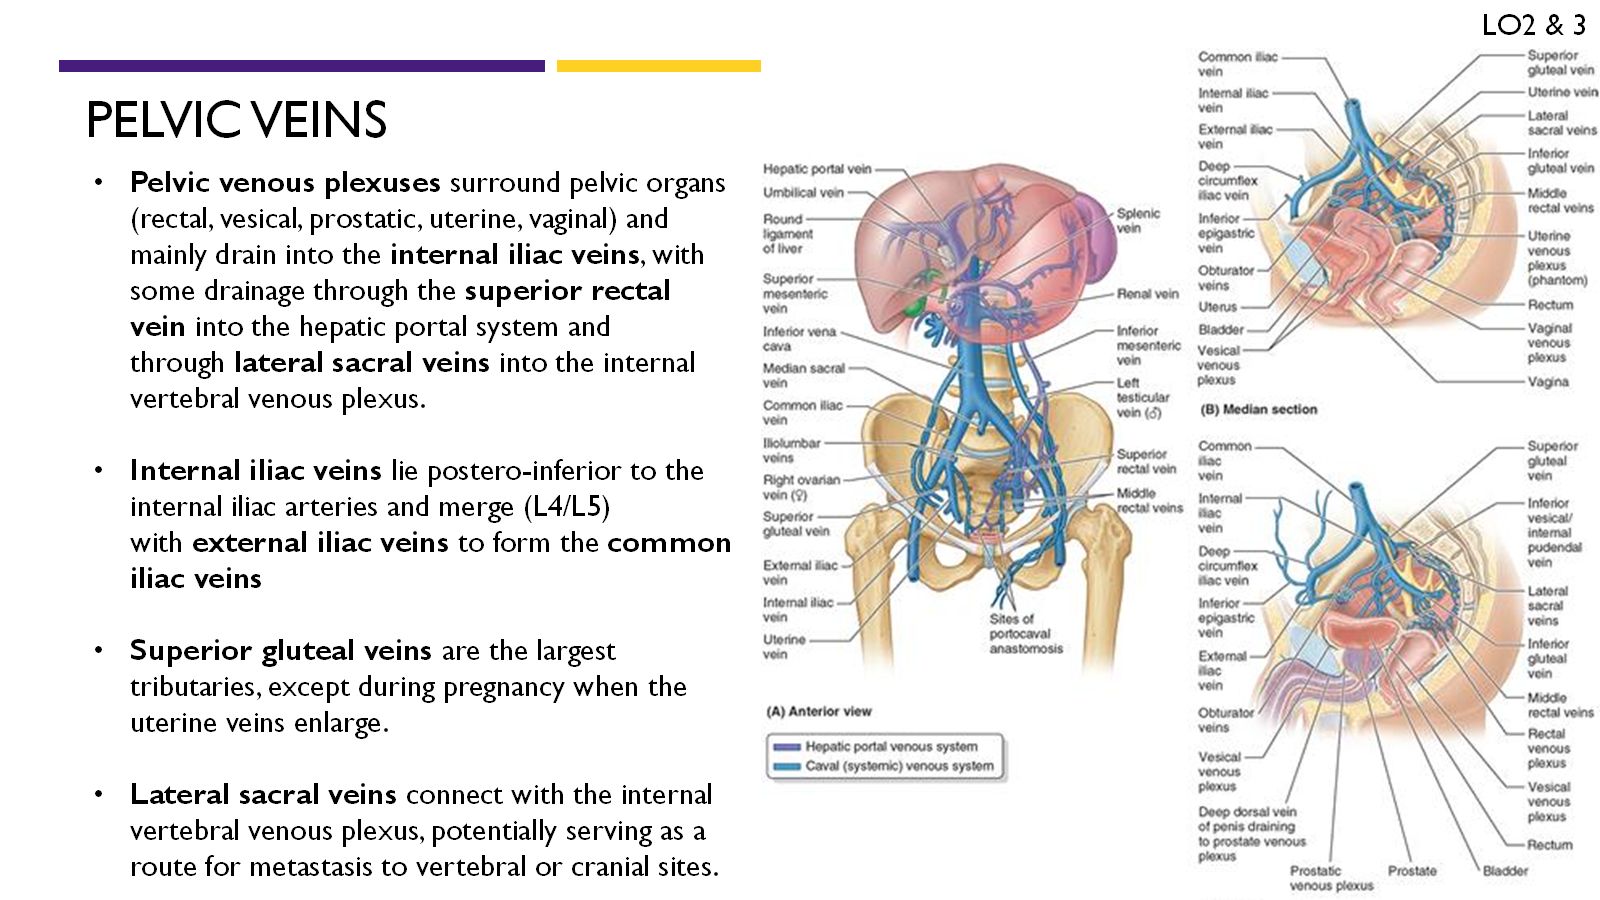 LO2 & 3
PELVIC VEINS
• Pelvic venous plexuses surround pelvic organs
(rectal, vesical, prostatic, uterine, vaginal) and
mainly drain into the internal iliac veins, with
some drainage through the superior rectal
vein into the hepatic portal system and
through lateral sacral veins into the internal
vertebral venous plexus.
• Internal iliac veins lie postero-inferior to the
internal iliac arteries and merge (L4/L5)
with external iliac veins to form the common
iliac veins
• Superior gluteal veins are the largest
tributaries, except during pregnancy when the
uterine veins enlarge.
• Lateral sacral veins connect with the internal
vertebral venous plexus, potentially serving as a
route for metastasis to vertebral or cranial sites.
Hepatic portal vein
Umbilical vein
Round
ligament
of liver
Superior
mesenteric
vein
Inferior vena
cava
Median sacral
vein
Common iliac
vein
Iliolumbar
veins
Right ovarian
vein (♀)
Superior
gluteal vein
External iliac
vein
Internal iliac
vein
Uterine
vein
Splenic
vein
Renal vein
Inferior
mesenteric
vein
Left
testicular
vein (♂)
Superior
rectal vein
Middle
rectal veins
Sites of
portocaval
anastomosis
(A) Anterior view
Hepatic portal venous system
Caval (systemic) venous system
Common iliac
vein
Internal iliac
vein
External iliac
vein
Deep
circumflex
iliac vein
Inferior
epigastric
vein
Obturator
veins
Uterus
Bladder
Vesical
venous
plexus
Superior
gluteal vein
Uterine vein
Lateral
sacral veins
Inferior
gluteal vein
Middle
rectal veins
Uterine
venous
plexus
(phantom)
Rectum
Vaginal
venous
plexus
Vagina
(B) Median section
Common
iliac
vein
Internal
iliac
vein
Deep
circumflex
iliac vein
Inferior
epigastric
vein
External
iliac
vein
Obturator
veins
Vesical
venous
plexus
Deep dorsal vein
of penis draining
to prostate venous
plexus
Prostatic
venous plexus
Prostate
Bladder
Superior
gluteal
vein
Inferior
vesical/
internal
pudendal
vein
Lateral
sacral
veins
Inferior
gluteal
vein
Middle
rectal veins
Rectal
venous
plexus
Vesical
venous
plexus
Rectum